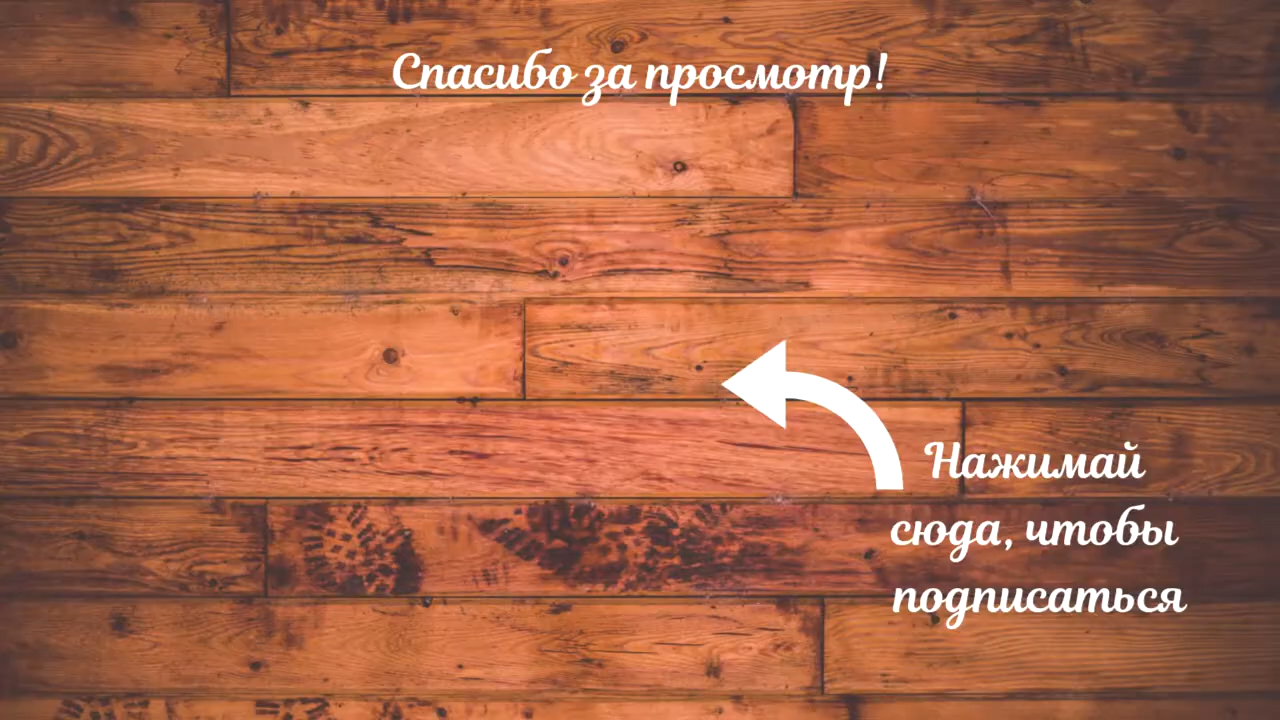 Спасибо за просмотр!
Нажимай
сюда, чтобы
подписаться